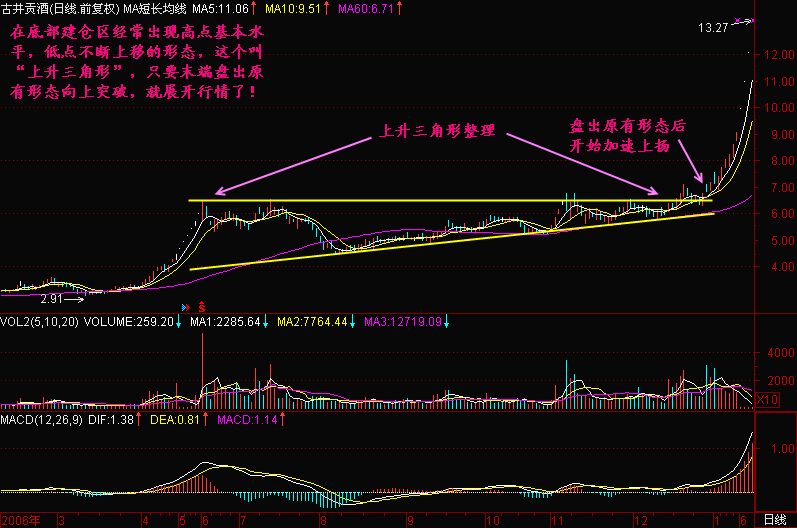 古井贡酒(日线.前复权) MA短长均线 MA5:11.06↑ MA10:9.51↑ MA60:6.71↑
在底部建仓区经常出现高点基本水
平，低点不断上移的形态，这个叫
“上升三角形”，只要末端盘出原
有形态向上突破，就展开行情了！
13.27
12.00
11.00
10.00
9.00
8.00
7.00
6.00
5.00
4.00
上升三角形整理
盘出原有形态后
开始加速上扬
2.91
S
VOL2(5,10,20) VOLUME:259.20↓ MA1:2285.64↓ MA2:7764.44↓ MA3:12719.09↓
4000
2000
X10
MACD(12,26,9) DIF:1.38↑ DEA:0.81↑ MACD:1.14↑
1.00
2006年 3 4 5 6 7 8 9 10 11 12 1 6 日线